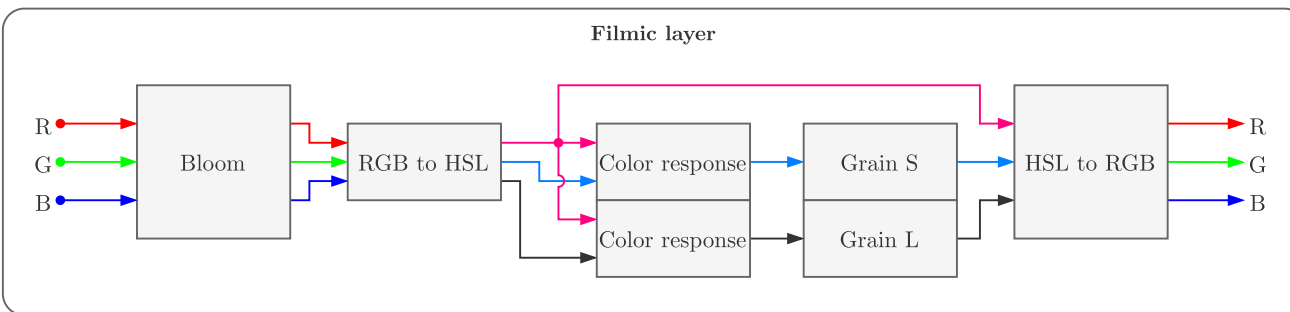 Filmic layer
R
G
B
Bloom
RGB to HSL
Color response
Color response
Grain S
Grain L
HSL to RGB
R
G
B